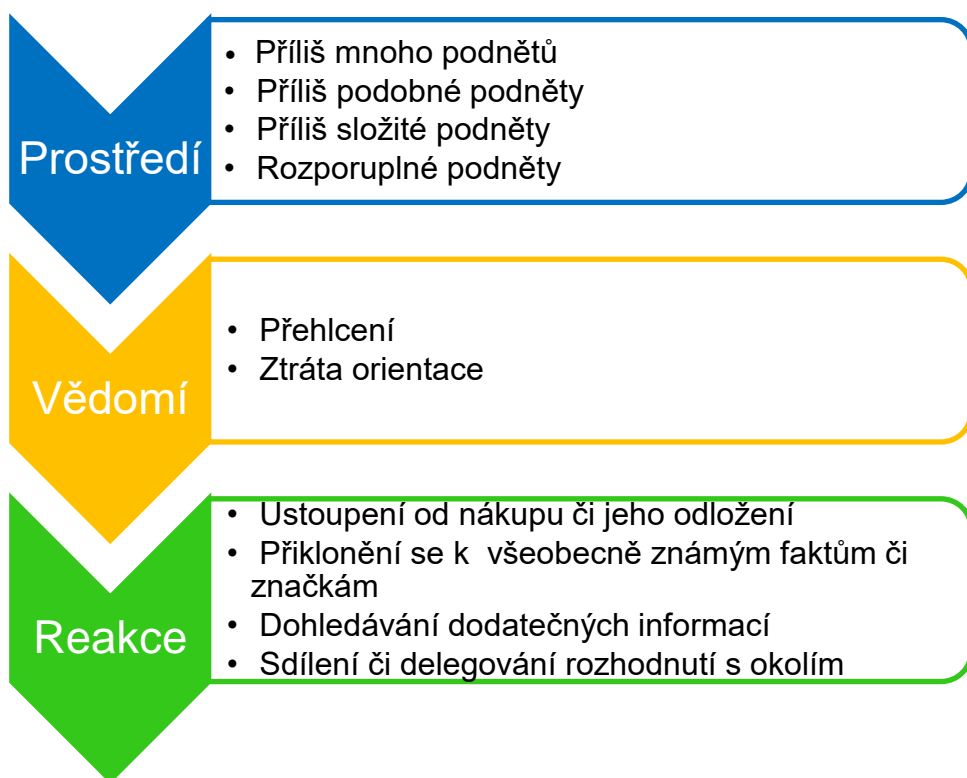 Prostředí
• Příliš mnoho podnětů
• Příliš podobné podněty
• Příliš složité podněty
• Rozporuplné podněty
Vědomí
• Přehlcení
• Ztráta orientace
Reakce
• Ustoupení od nákupu či jeho odložení
• Přiklonění se k všeobecně známým faktům či
značkám
• Dohledávání dodatečných informací
• Sdílení či delegování rozhodnutí s okolím